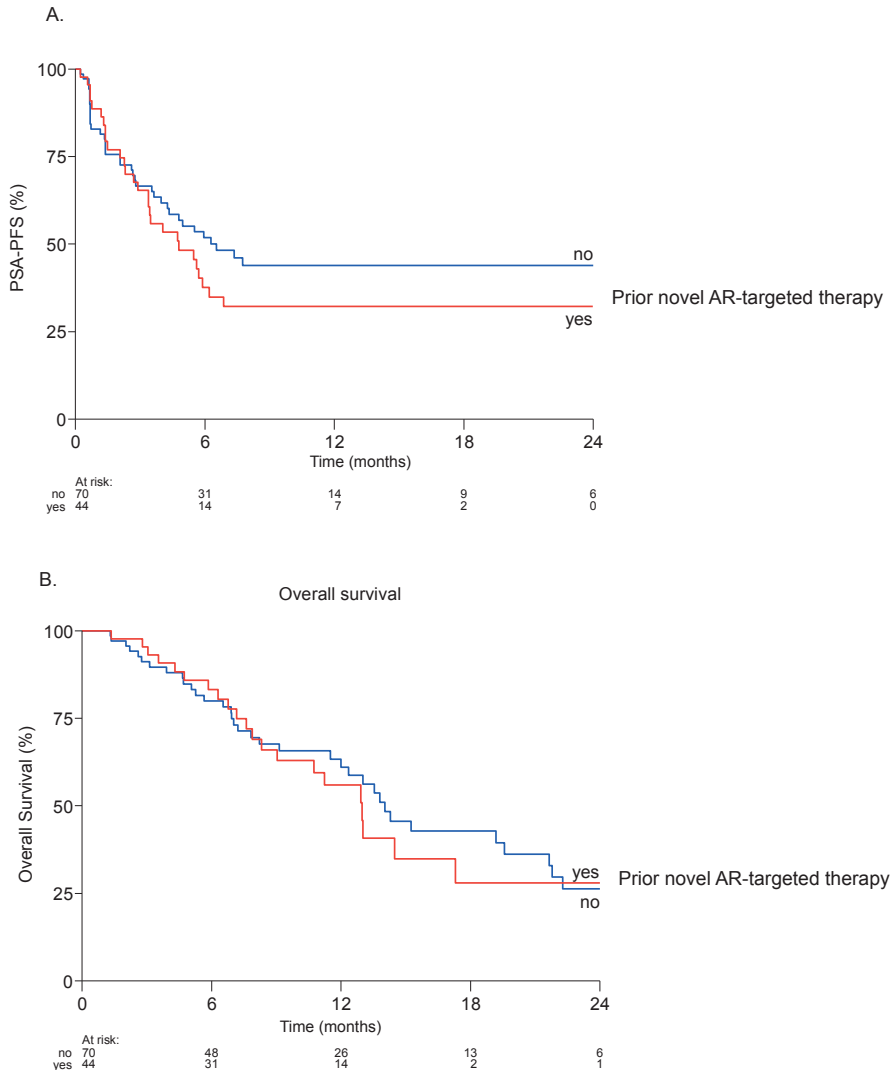 A.
100
75
50
25
0
PSA-PFS (%)
no
yes
Prior novel AR-targeted therapy
0 6 12 18 24
Time (months)
At risk:
no 70 31 14 9 6
yes 44 14 7 2 0
B.
Overall survival
100
75
50
25
0
Overall Survival (%)
yes
no
Prior novel AR-targeted therapy
0 6 12 18 24
Time (months)
At risk:
no 70 48 26 13 6
yes 44 31 14 2 1